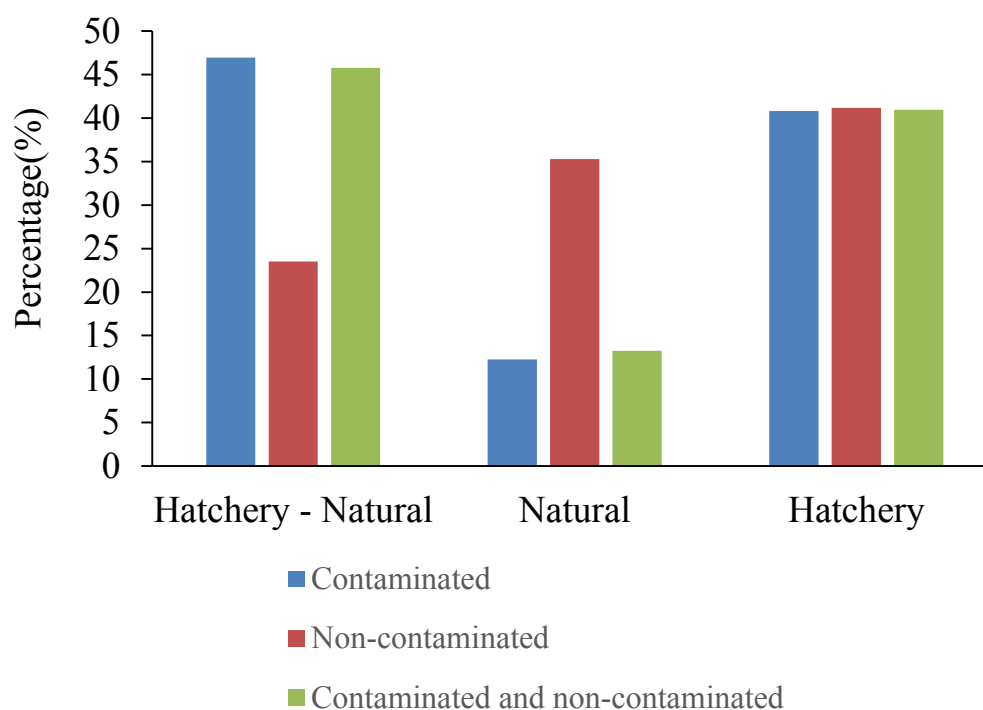 Percentage(%)
50
45
40
35
30
25
20
15
10
5
0
Hatchery - Natural
Natural
Hatchery
Contaminated
Non-contaminated
Contaminated and non-contaminated